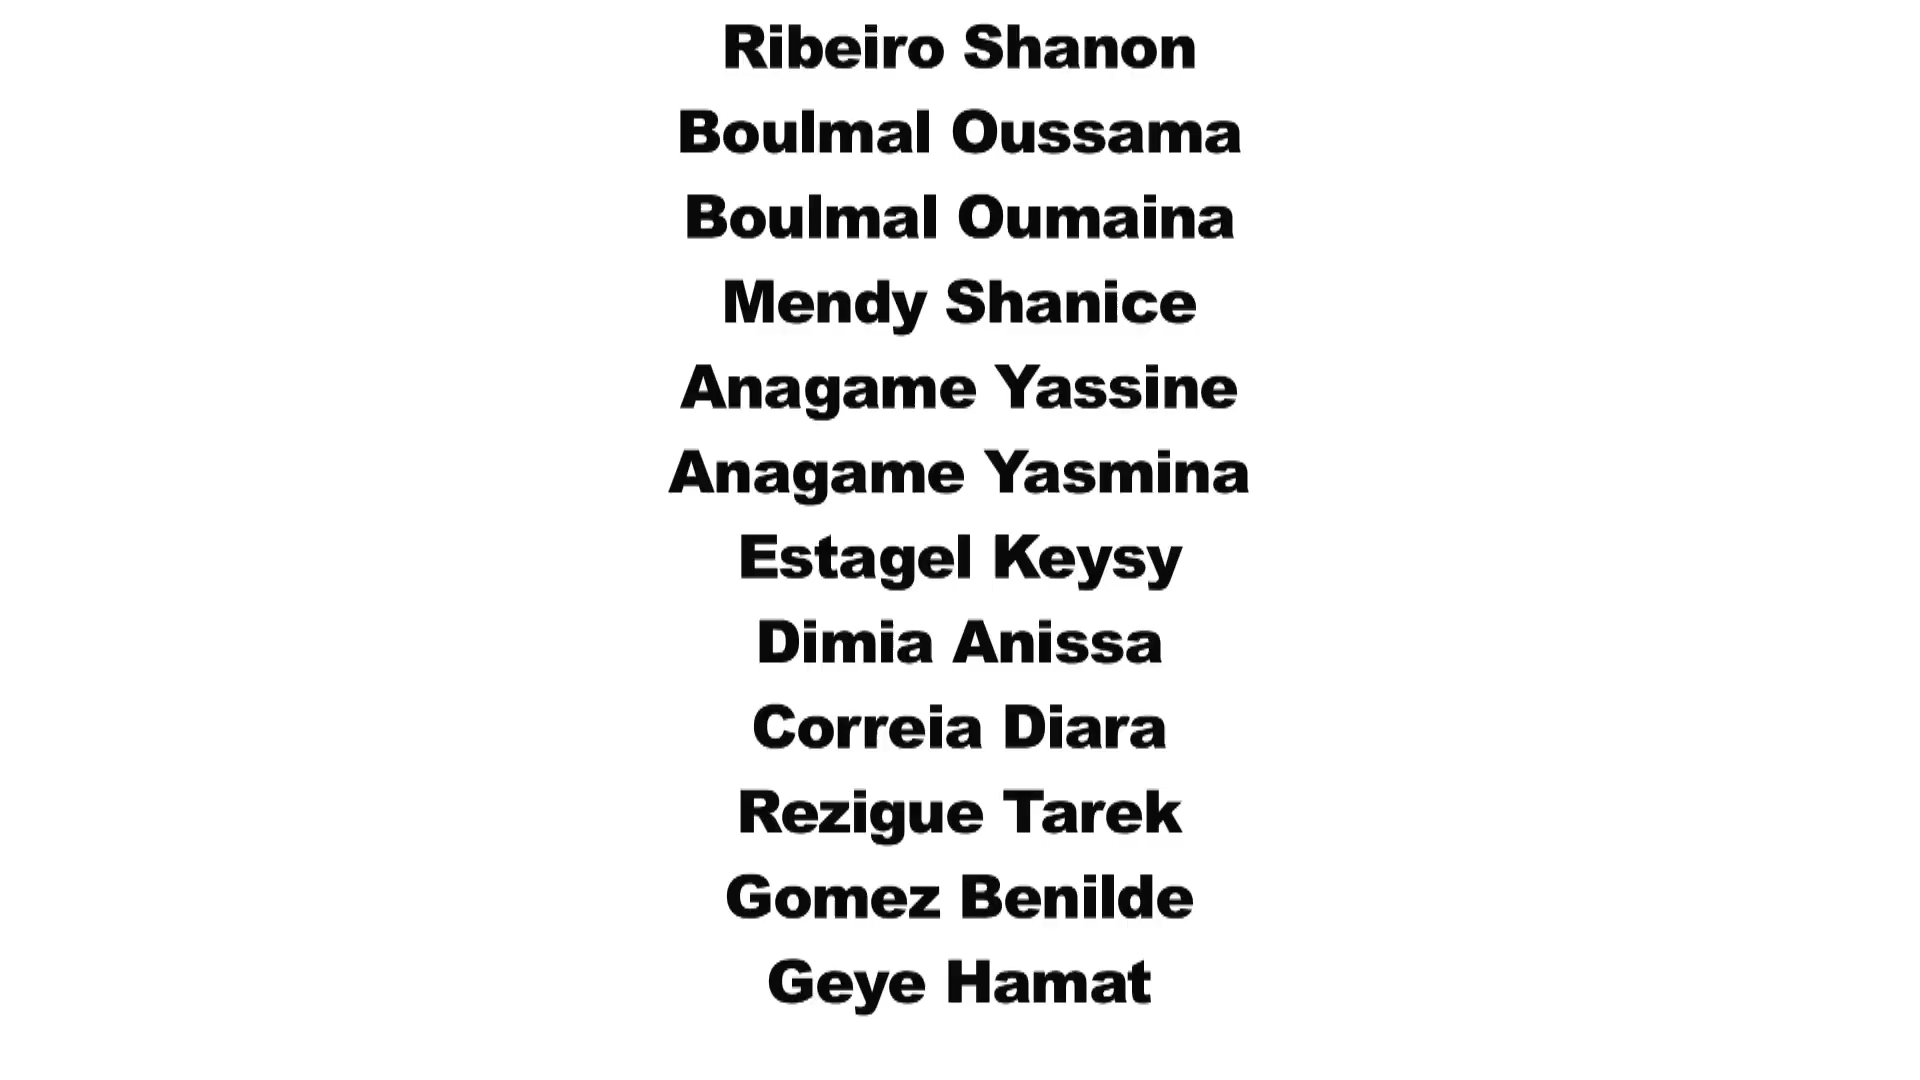 Ribeiro Shanon
Boulmal Oussama
Boulmal Oumaina
Mendy Shanice
Anagame Yassine
Anagame Yasmina
Estagel Keysy
Dimia Anissa
Correia Diara
Rezigue Tarek
Gomez Benilde
Geye Hamat